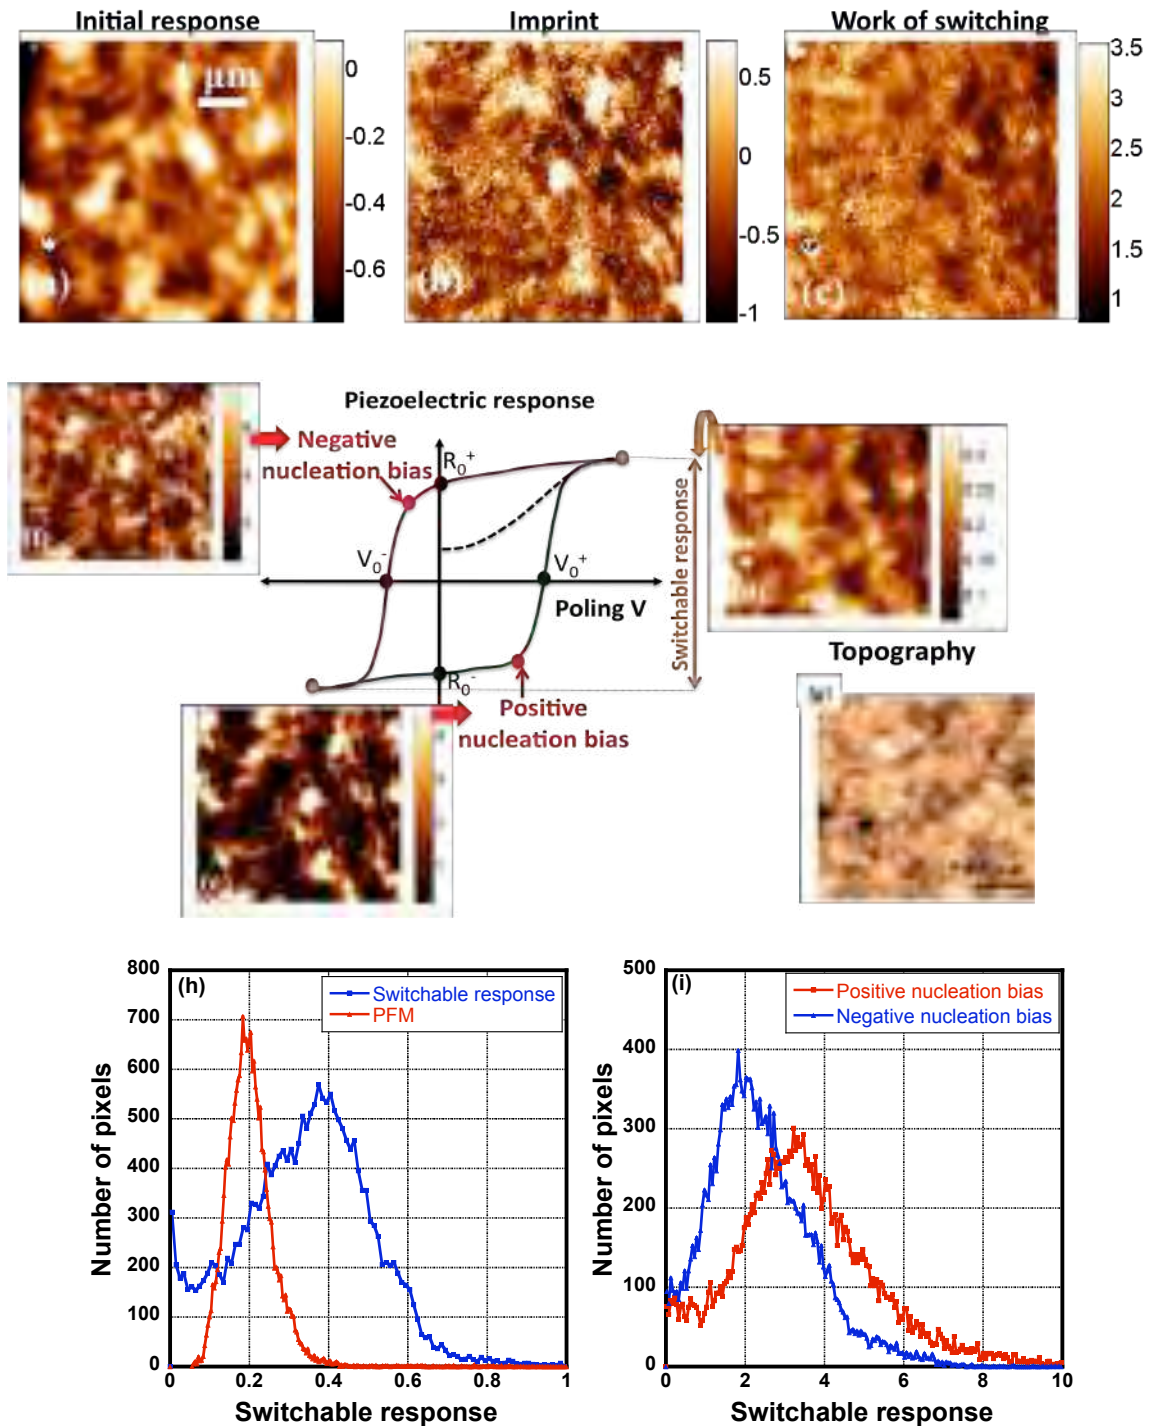 Initial response
Imprint
Work of switching
μm
0
-0.2
-0.4
-0.6
0.5
0
-0.5
-1
(b)
3.5
3
2.5
2
1.5
1
(c)
Piezoelectric response
Negative
nucleation bias
R0+
V0-
V0+
Poling V
R0-
Switchable response
Positive
nucleation bias
Topography
(h)
Switchable response
PFM
800
700
600
500
400
300
200
100
0
Number of pixels
0
0.2
0.4
0.6
0.8
1
Switchable response
(i)
Positive nucleation bias
Negative nucleation bias
500
400
300
200
100
0
Number of pixels
0
2
4
6
8
10
Switchable response